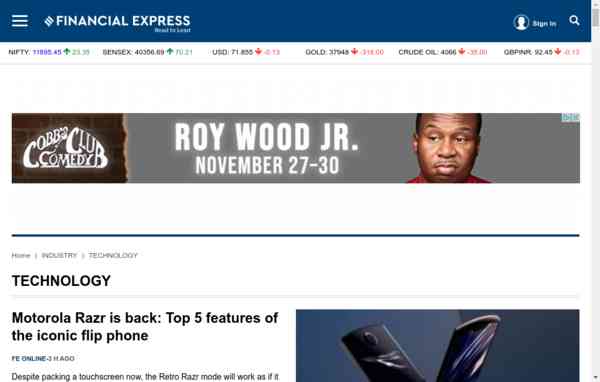 FINANCIAL EXPRESS
Read to Lead
Sign In
NIFTY: 11895.45 23.35 SENSEX: 40356.69 70.21 USD: 71.855 -0.13 GOLD: 37948 -318.00 CRUDE OIL: 4066 -35.00 GBPINR: 92.45 -0.13
COBB'S
COMEDY
CLUB
ROY WOOD JR.
NOVEMBER 27-30
Home | INDUSTRY | TECHNOLOGY
TECHNOLOGY
Motorola Razr is back: Top 5 features of
the iconic flip phone
FE ONLINE-3 H AGO
Despite packing a touchscreen now, the Retro Razr mode will work as if it